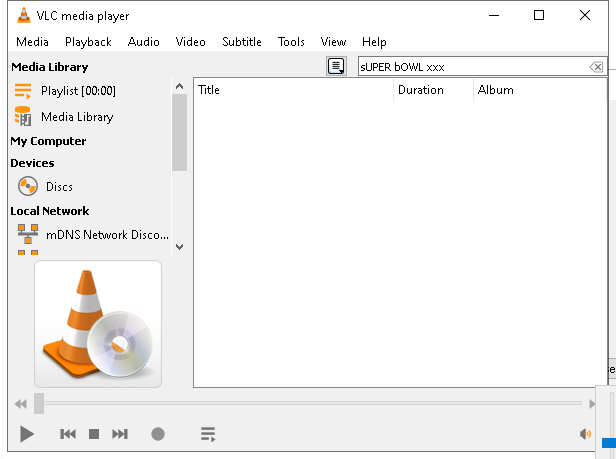 VLC media player
Media Playback Audio Video Subtitle Tools View Help
Media Library
sUPER bOWL xxx
Playlist [00:00]
Title Duration Album
Media Library
My Computer
Devices
Discs
Local Network
mDNS Network Disco...